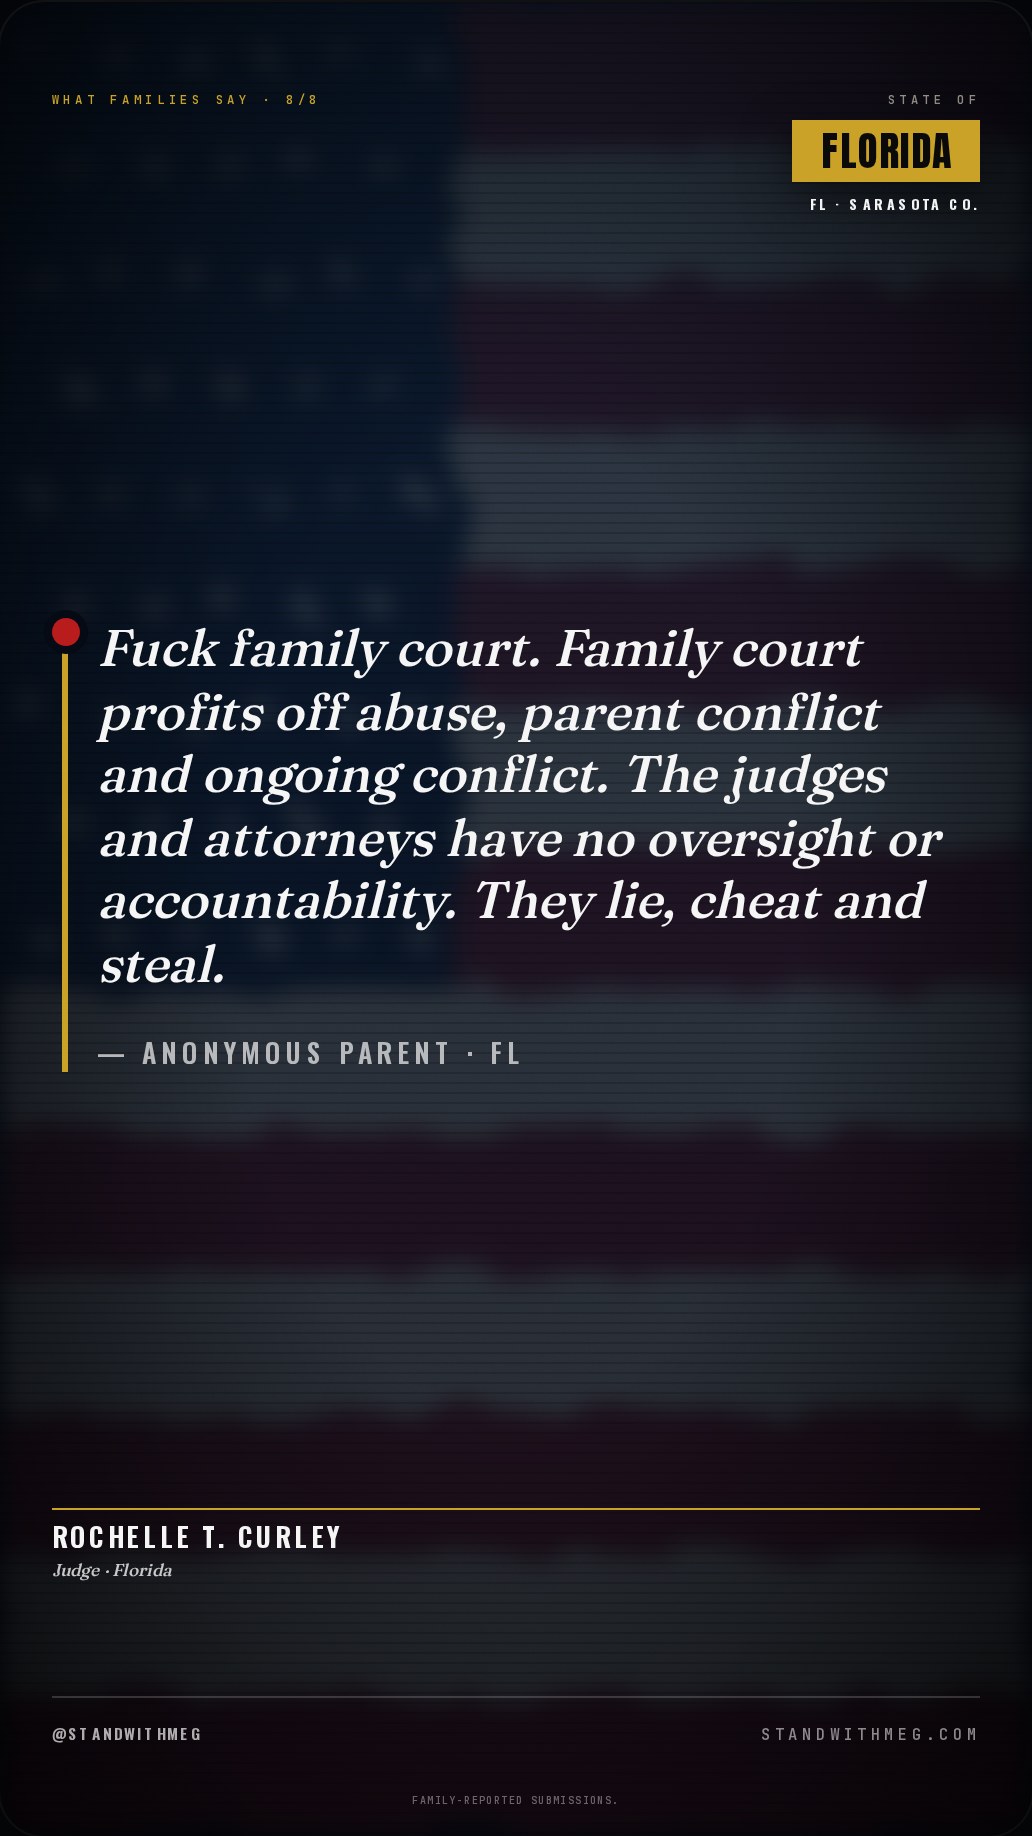 WHAT FAMILIES SAY · 8/8
STATE OF
FLORIDA
FL · SARASOTA CO.
Fuck family court. Family court
profits off abuse, parent conflict
and ongoing conflict. The judges
and attorneys have no oversight or
accountability. They lie, cheat and
steal.
— ANONYMOUS PARENT · FL
ROCHELLE T. CURLEY
Judge · Florida
@STANDWITHMEG
STANDWITHMEG.COM
FAMILY-REPORTED SUBMISSIONS.